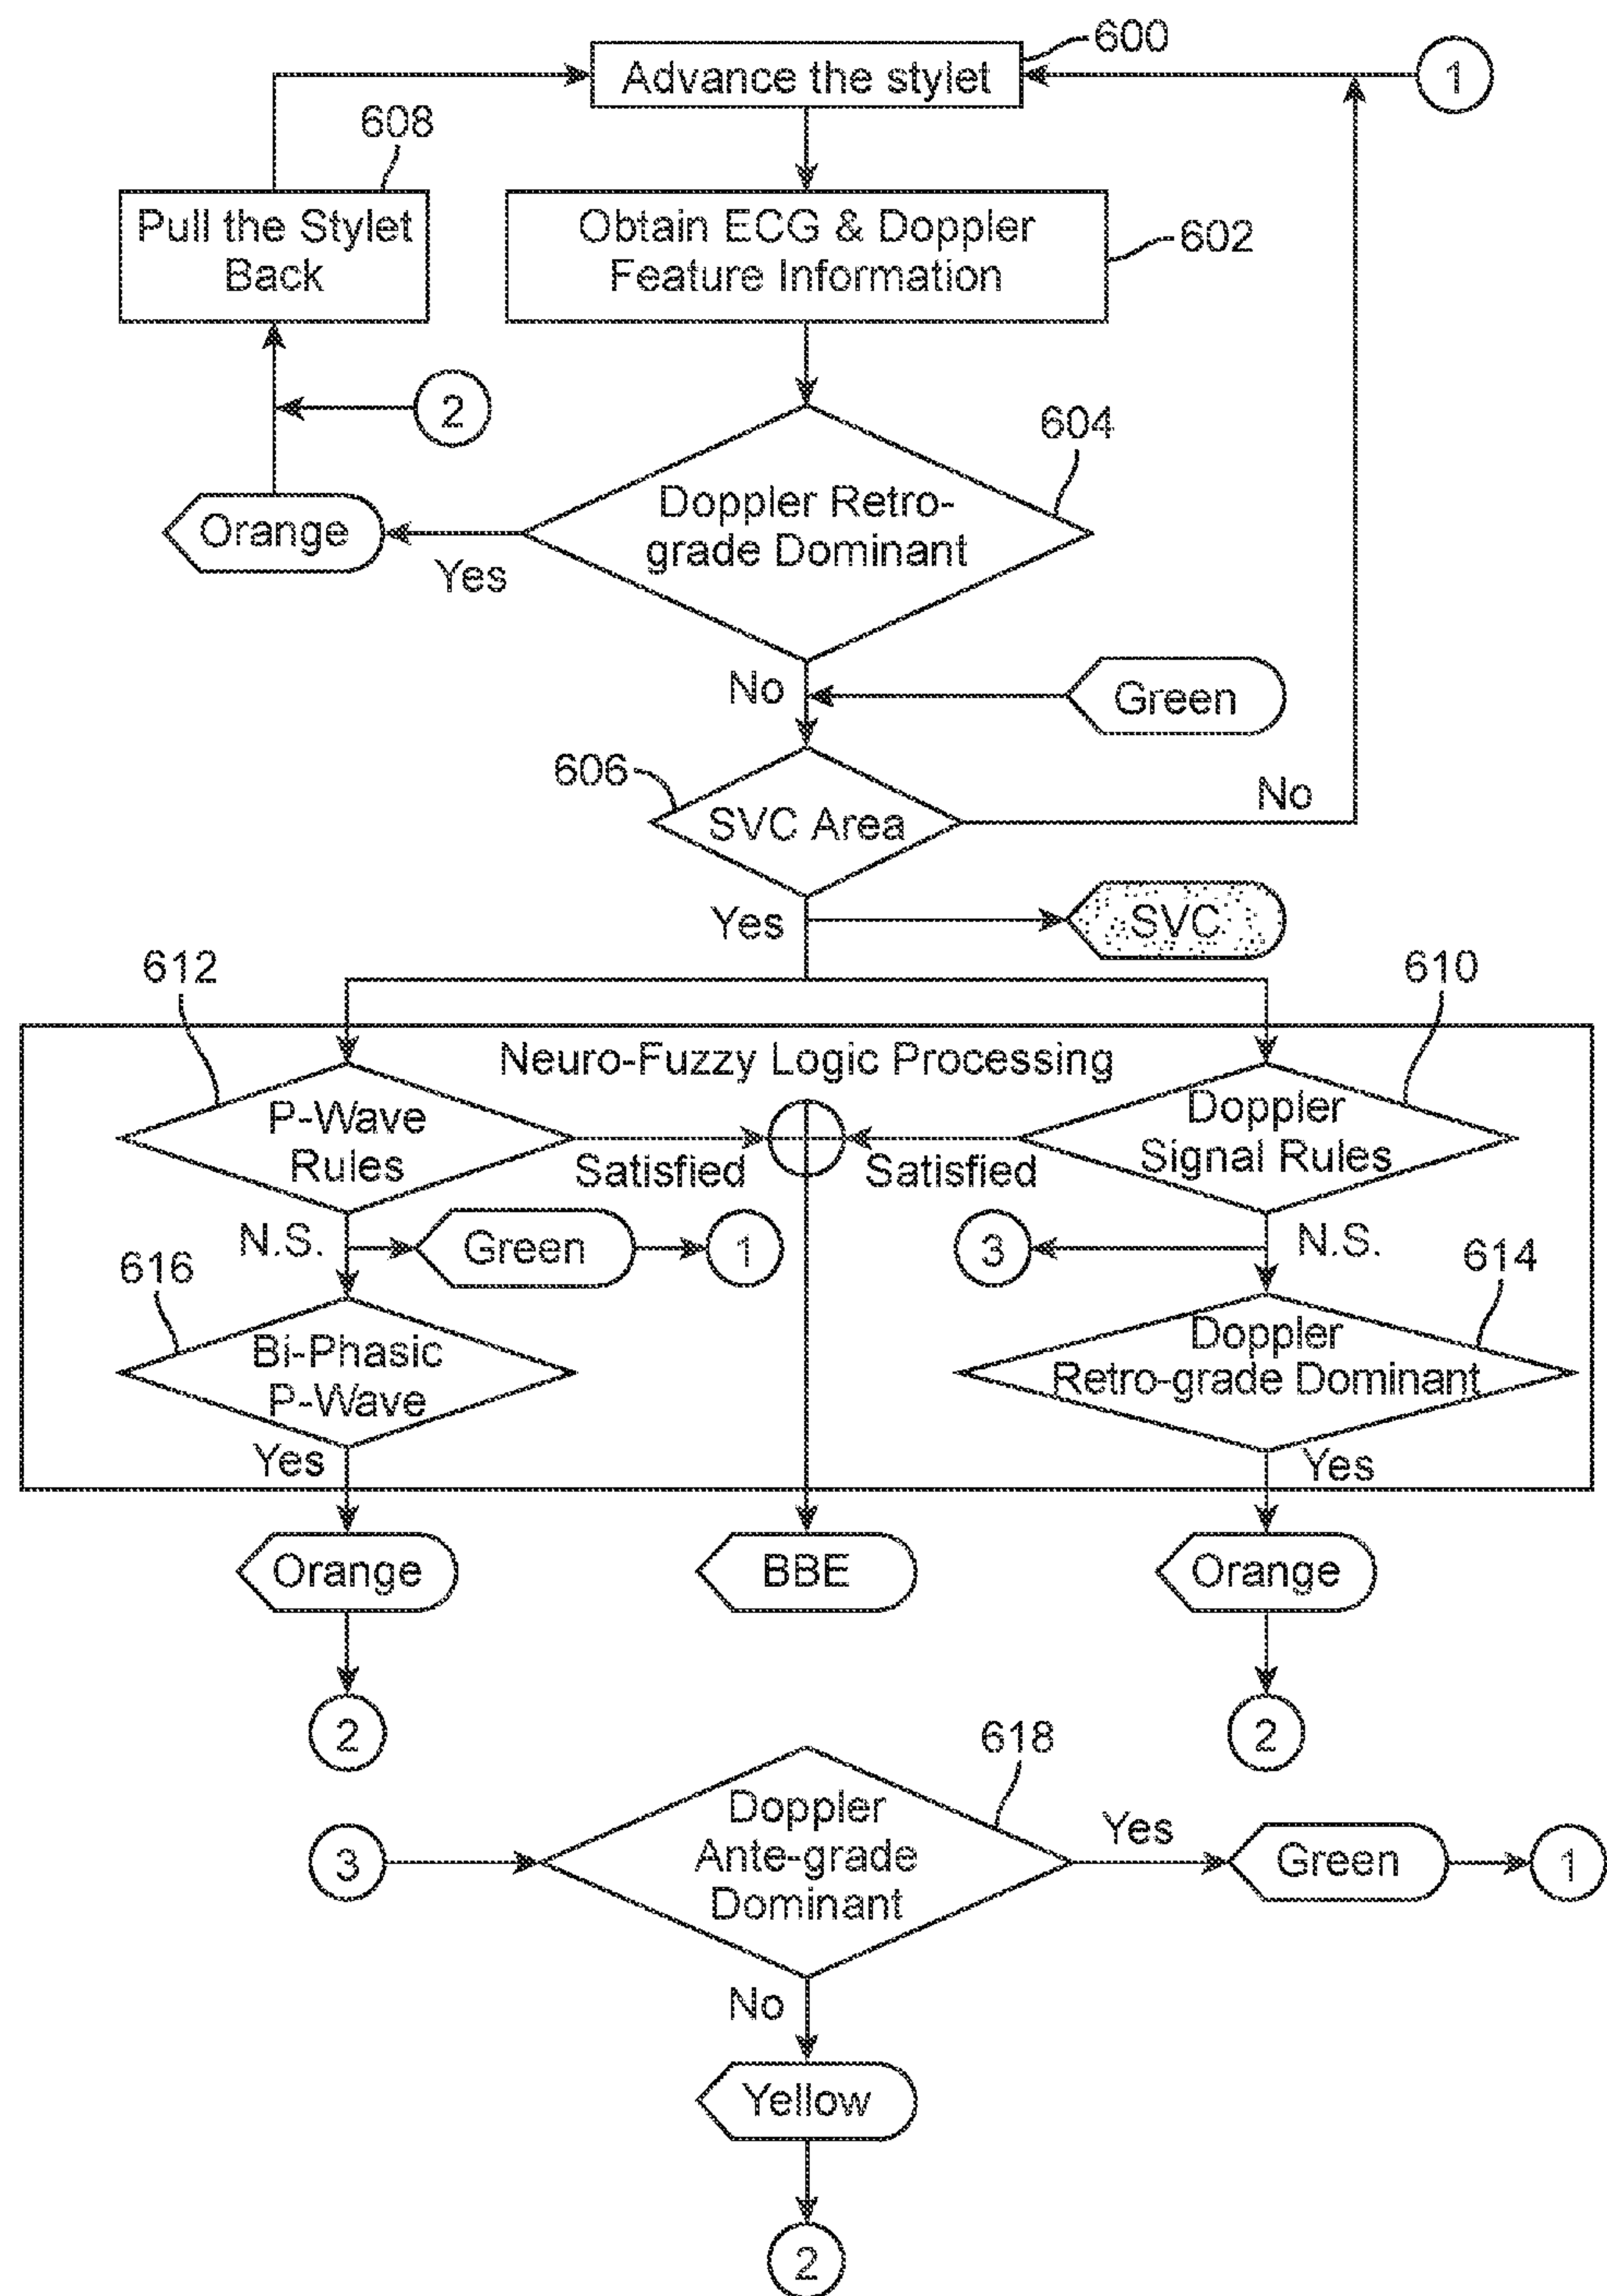 600
Advance the stylet
1
608
Pull the Stylet
Back
Obtain ECG & Doppler
Feature Information
602
2
604
Doppler Retro-
grade Dominant
Orange
Yes
No
Green
606
SVC Area
No
Yes
SVC
612
610
Neuro-Fuzzy Logic Processing
P-Wave
Rules
Satisfied
Satisfied
Doppler
Signal Rules
N.S.
Green
1
3
N.S.
616
614
Bi-Phasic
P-Wave
Doppler
Retro-grade Dominant
Yes
Yes
Orange
BBE
Orange
2
2
618
3
Doppler
Ante-grade
Dominant
Yes
Green
1
No
Yellow
2